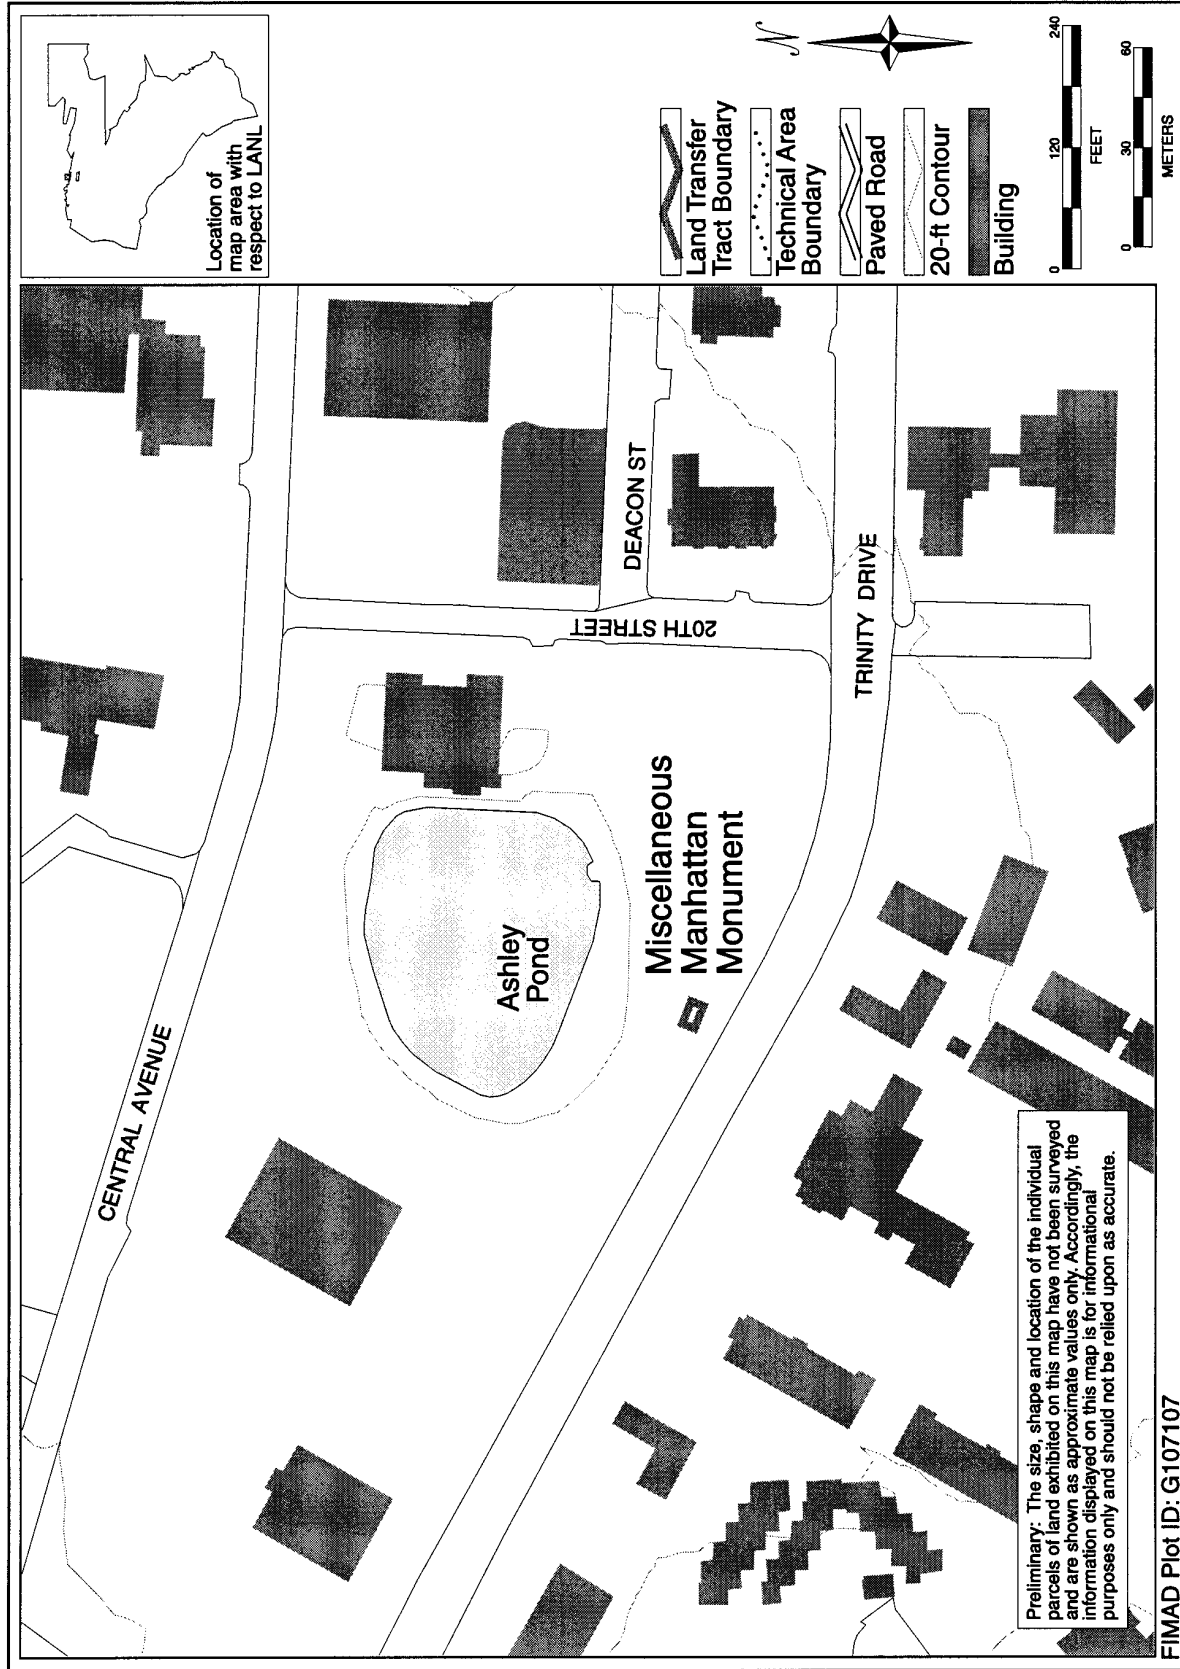 Location of
map area with
respect to LANL
N
Land Transfer
Tract Boundary
Technical Area
Boundary
Paved Road
20-ft Contour
Building
0 120 240
FEET
0 30 60
METERS
CENTRAL AVENUE
Ashley
Pond
Miscellaneous
Manhattan
Monument
20TH STREET
DEACON ST
TRINITY DRIVE
Preliminary: The size, shape and location of the individual
parcels of land exhibited on this map have not been surveyed
and are shown as approximate values only. Accordingly, the
information displayed on this map is for informational
purposes only and should not be relied upon as accurate.
FIMAD Plot ID: G107107